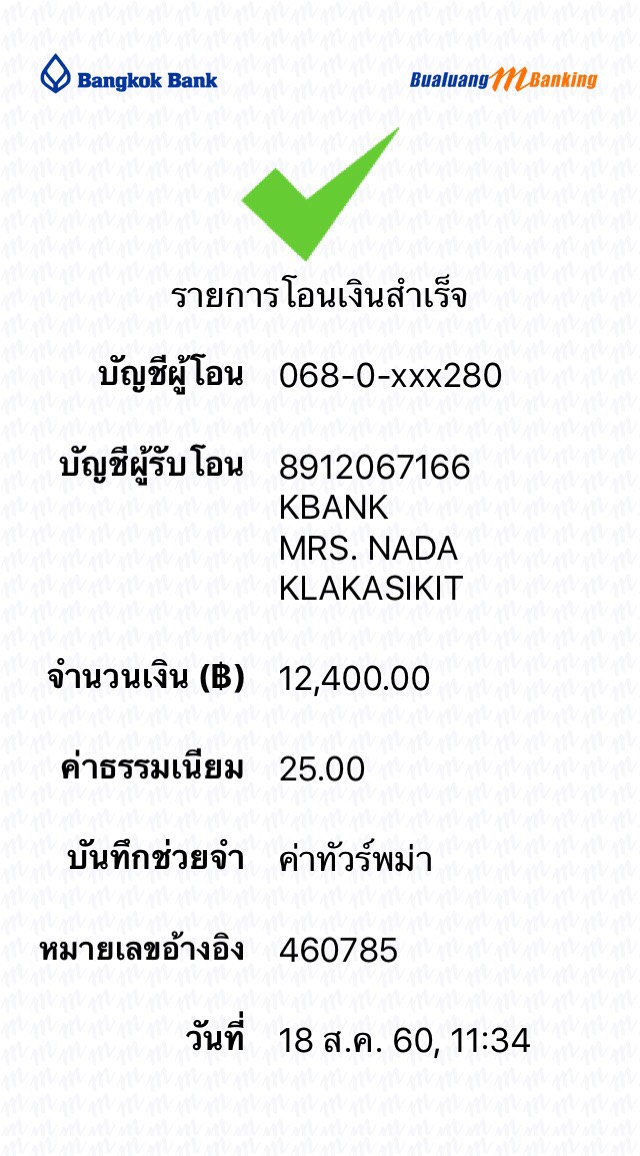 Bangkok Bank
Bualuang mBanking
รายการโอนเงินสำเร็จ
บัญชีผู้โอน 068-0-xxx280
บัญชีผู้รับโอน 8912067166
KBANK
MRS. NADA
KLAKASIKIT
จำนวนเงิน (฿) 12,400.00
ค่าธรรมเนียม 25.00
บันทึกช่วยจำ ค่าทัวร์พม่า
หมายเลขอ้างอิง 460785
วันที่ 18 ส.ค. 60, 11:34